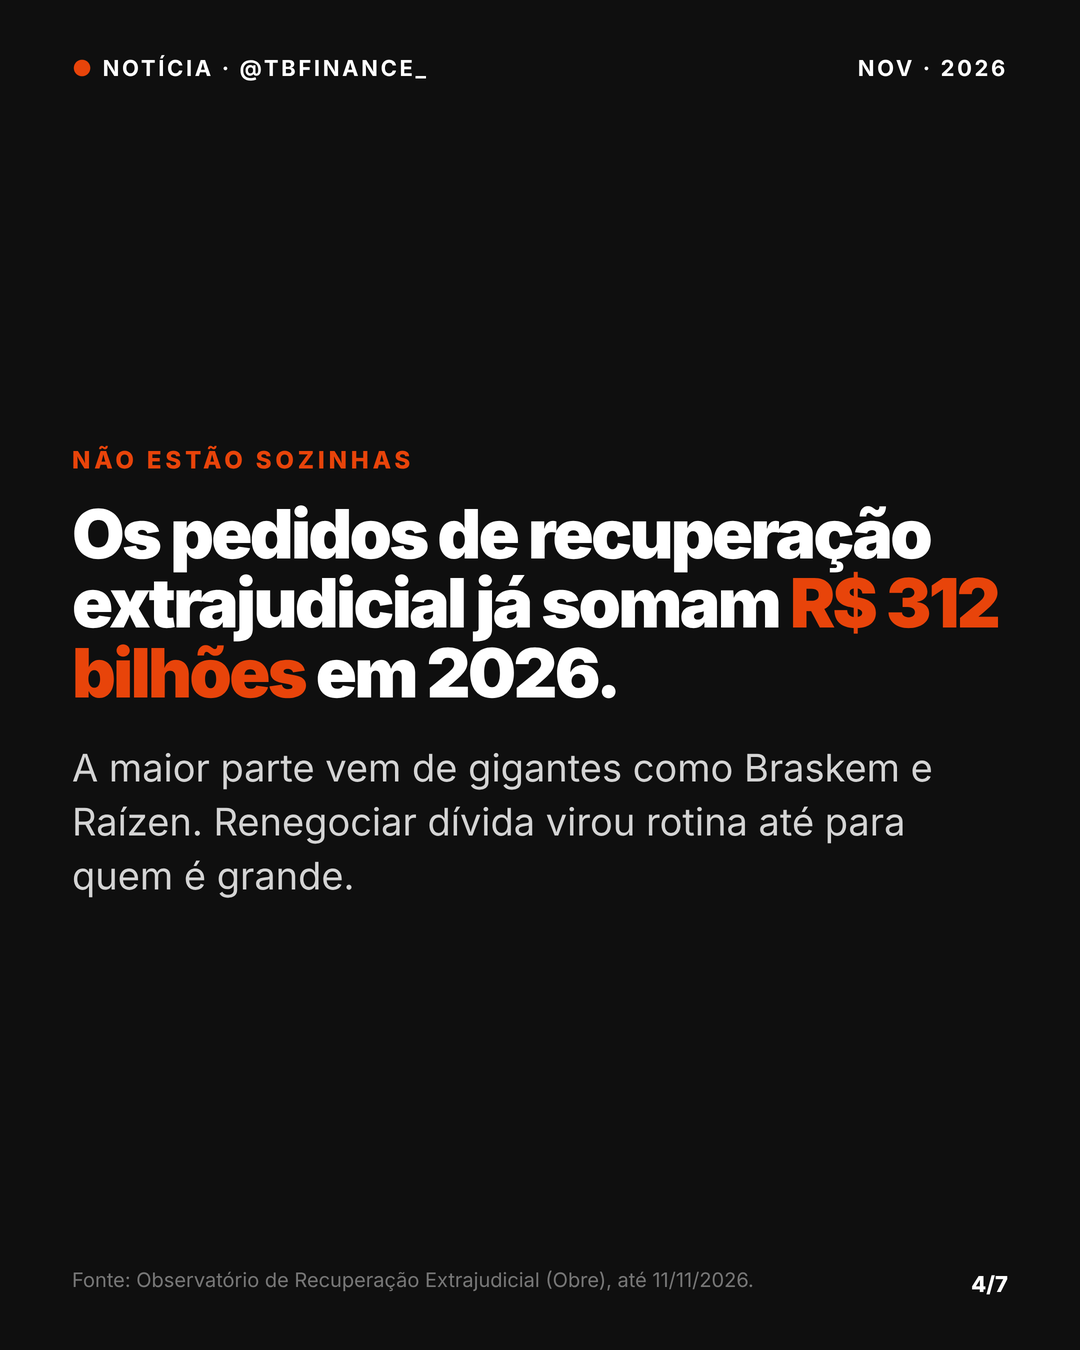 NOTÍCIA · @TBFINANCE_
NOV · 2026
NÃO ESTÃO SOZINHAS
Os pedidos de recuperação
extrajudicial já somam R$ 312
bilhões em 2026.
A maior parte vem de gigantes como Braskem e
Raízen. Renegociar dívida virou rotina até para
quem é grande.
Fonte: Observatório de Recuperação Extrajudicial (Obre), até 11/11/2026.
4/7